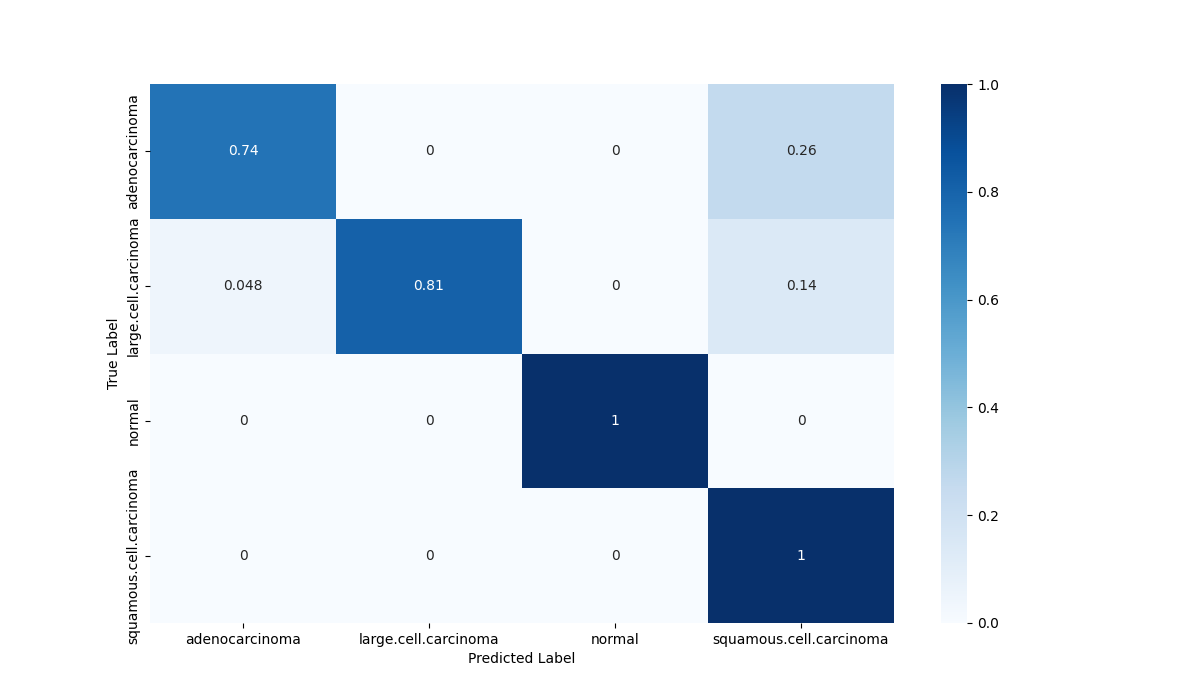 True Label
adenocarcinoma
0.74
0
0
0.26
large.cell.carcinoma
0.048
0.81
0
0.14
normal
0
0
1
0
squamous.cell.carcinoma
0
0
0
1
adenocarcinoma
large.cell.carcinoma
normal
squamous.cell.carcinoma
Predicted Label
1.0
0.8
0.6
0.4
0.2
0.0